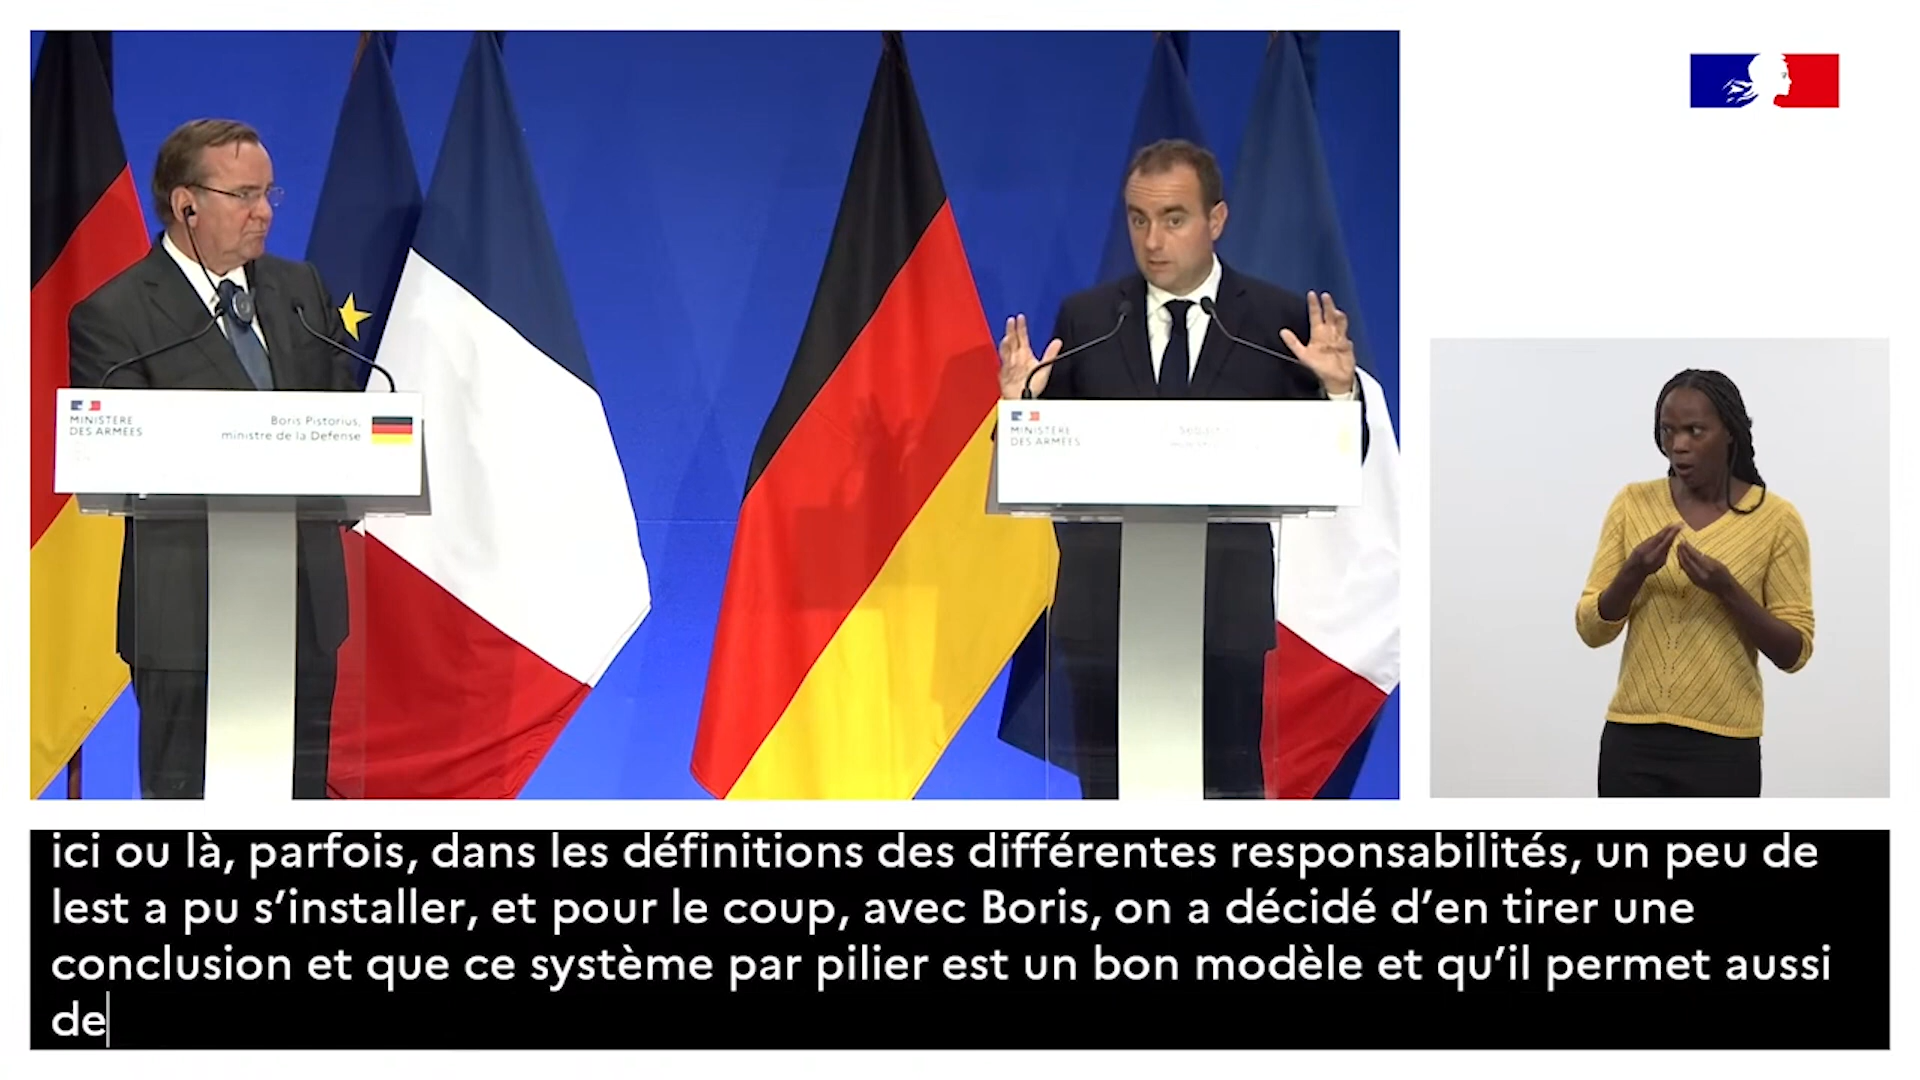 MINISTÈRE
DES ARMÉES
Boris Pistorius,
ministre de la Défense
MINISTÈRE
DES ARMÉES
ici ou là, parfois, dans les définitions des différentes responsabilités, un peu de
lest a pu s’installer, et pour le coup, avec Boris, on a décidé d’en tirer une
conclusion et que ce système par pilier est un bon modèle et qu’il permet aussi
de